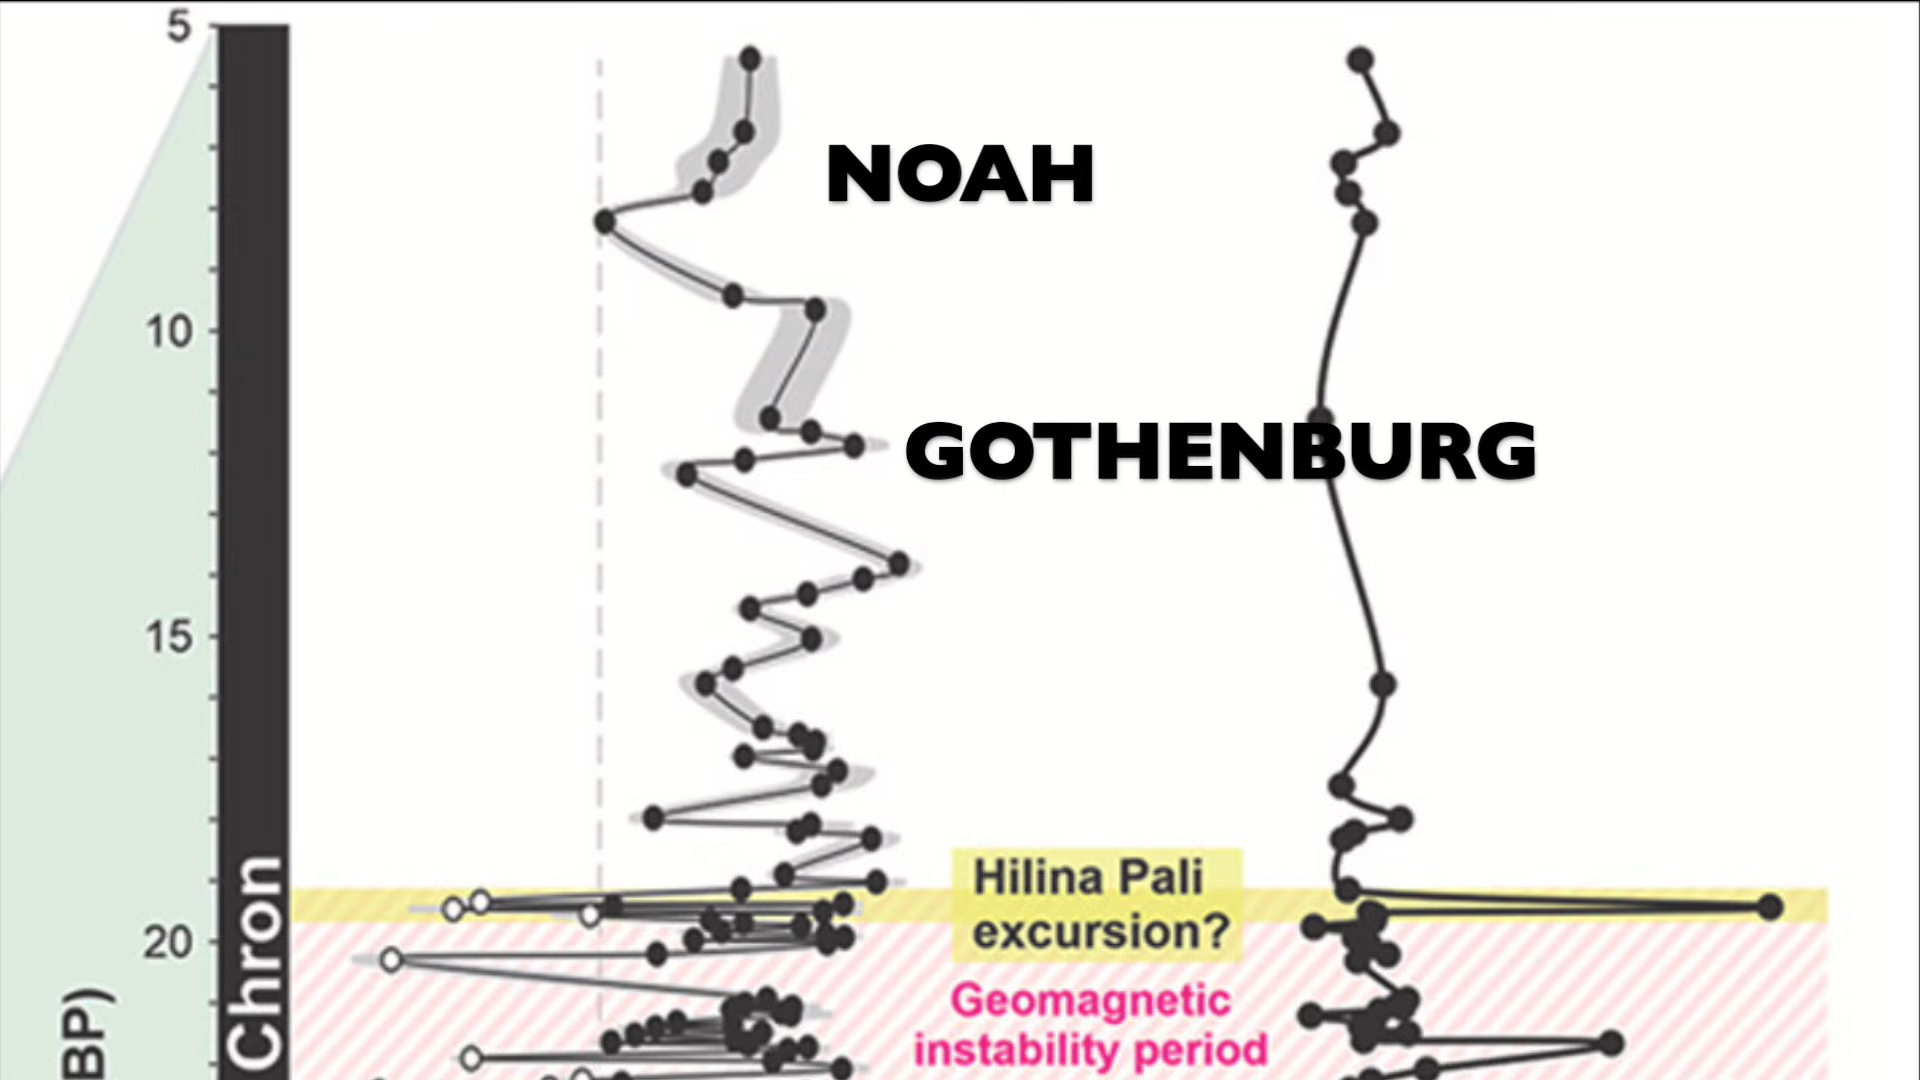 5
NOAH
10
GOTHENBURG
15
Hilina Pali
excursion?
20
Geomagnetic
instability period
BP)
Chron